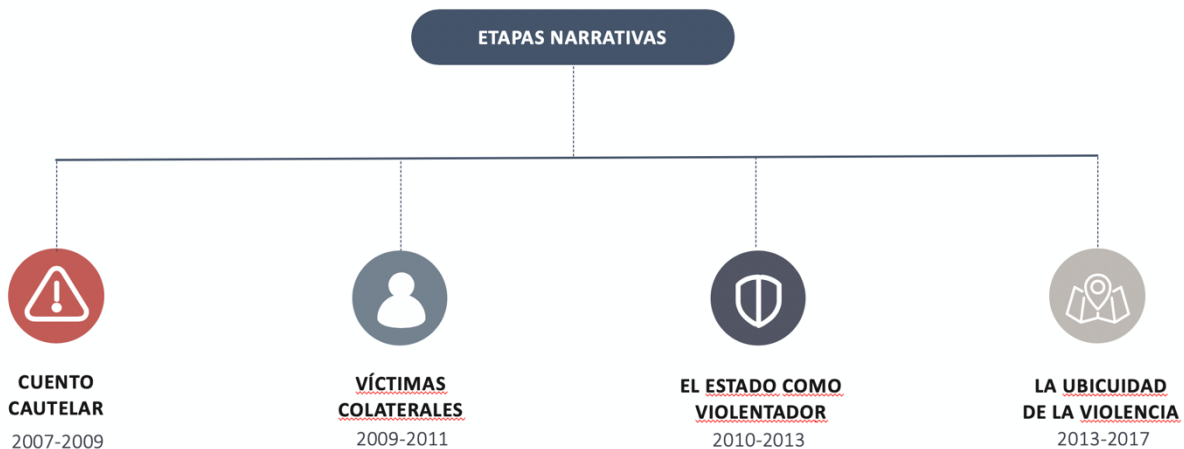 ETAPAS NARRATIVAS
CUENTO
CAUTELAR
2007-2009
VÍCTIMAS
COLATERALES
2009-2011
EL ESTADO COMO
VIOLENTADOR
2010-2013
LA UBICUIDAD
DE LA VIOLENCIA
2013-2017